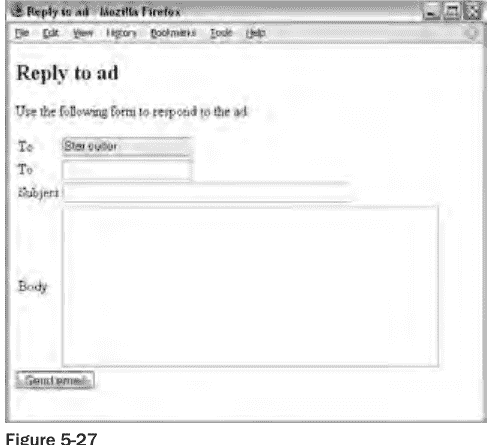 Reply to ad - Mozilla Firefox
File Edit View History Bookmarks Tools Help
Reply to ad
Use the following form to respond to the ad
To
To
Subject
Body
Send email
Figure 5-27